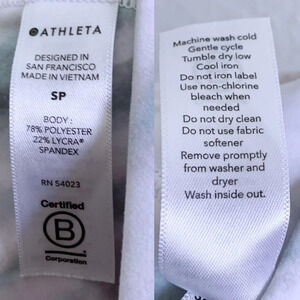 ATHLETA
DESIGNED IN
SAN FRANCISCO
MADE IN VIETNAM
SP
BODY:
78% POLYESTER
22% LYCRA®
SPANDEX
RN 54023
Certified
B
Corporation
Machine wash cold
Gentle cycle
Tumble dry low
Cool iron
Do not iron label
Use non-chlorine
bleach when
needed
Do not dry clean
Do not use fabric
softener
Remove promptly
from washer and
dryer
Wash inside out.